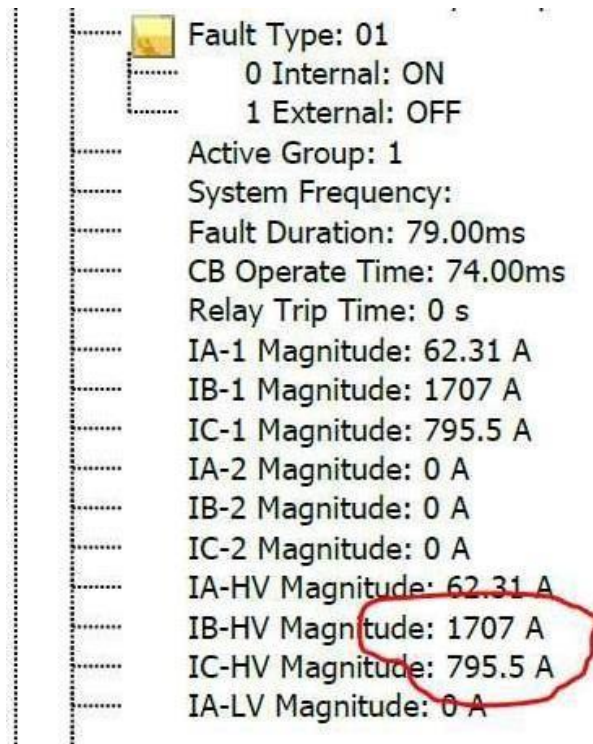 Fault Type: 01
0 Internal: ON
1 External: OFF
Active Group: 1
System Frequency:
Fault Duration: 79.00ms
CB Operate Time: 74.00ms
Relay Trip Time: 0 s
IA-1 Magnitude: 62.31 A
IB-1 Magnitude: 1707 A
IC-1 Magnitude: 795.5 A
IA-2 Magnitude: 0 A
IB-2 Magnitude: 0 A
IC-2 Magnitude: 0 A
IA-HV Magnitude: 62.31 A
IB-HV Magnitude: 1707 A
IC-HV Magnitude: 795.5 A
IA-LV Magnitude: 0 A